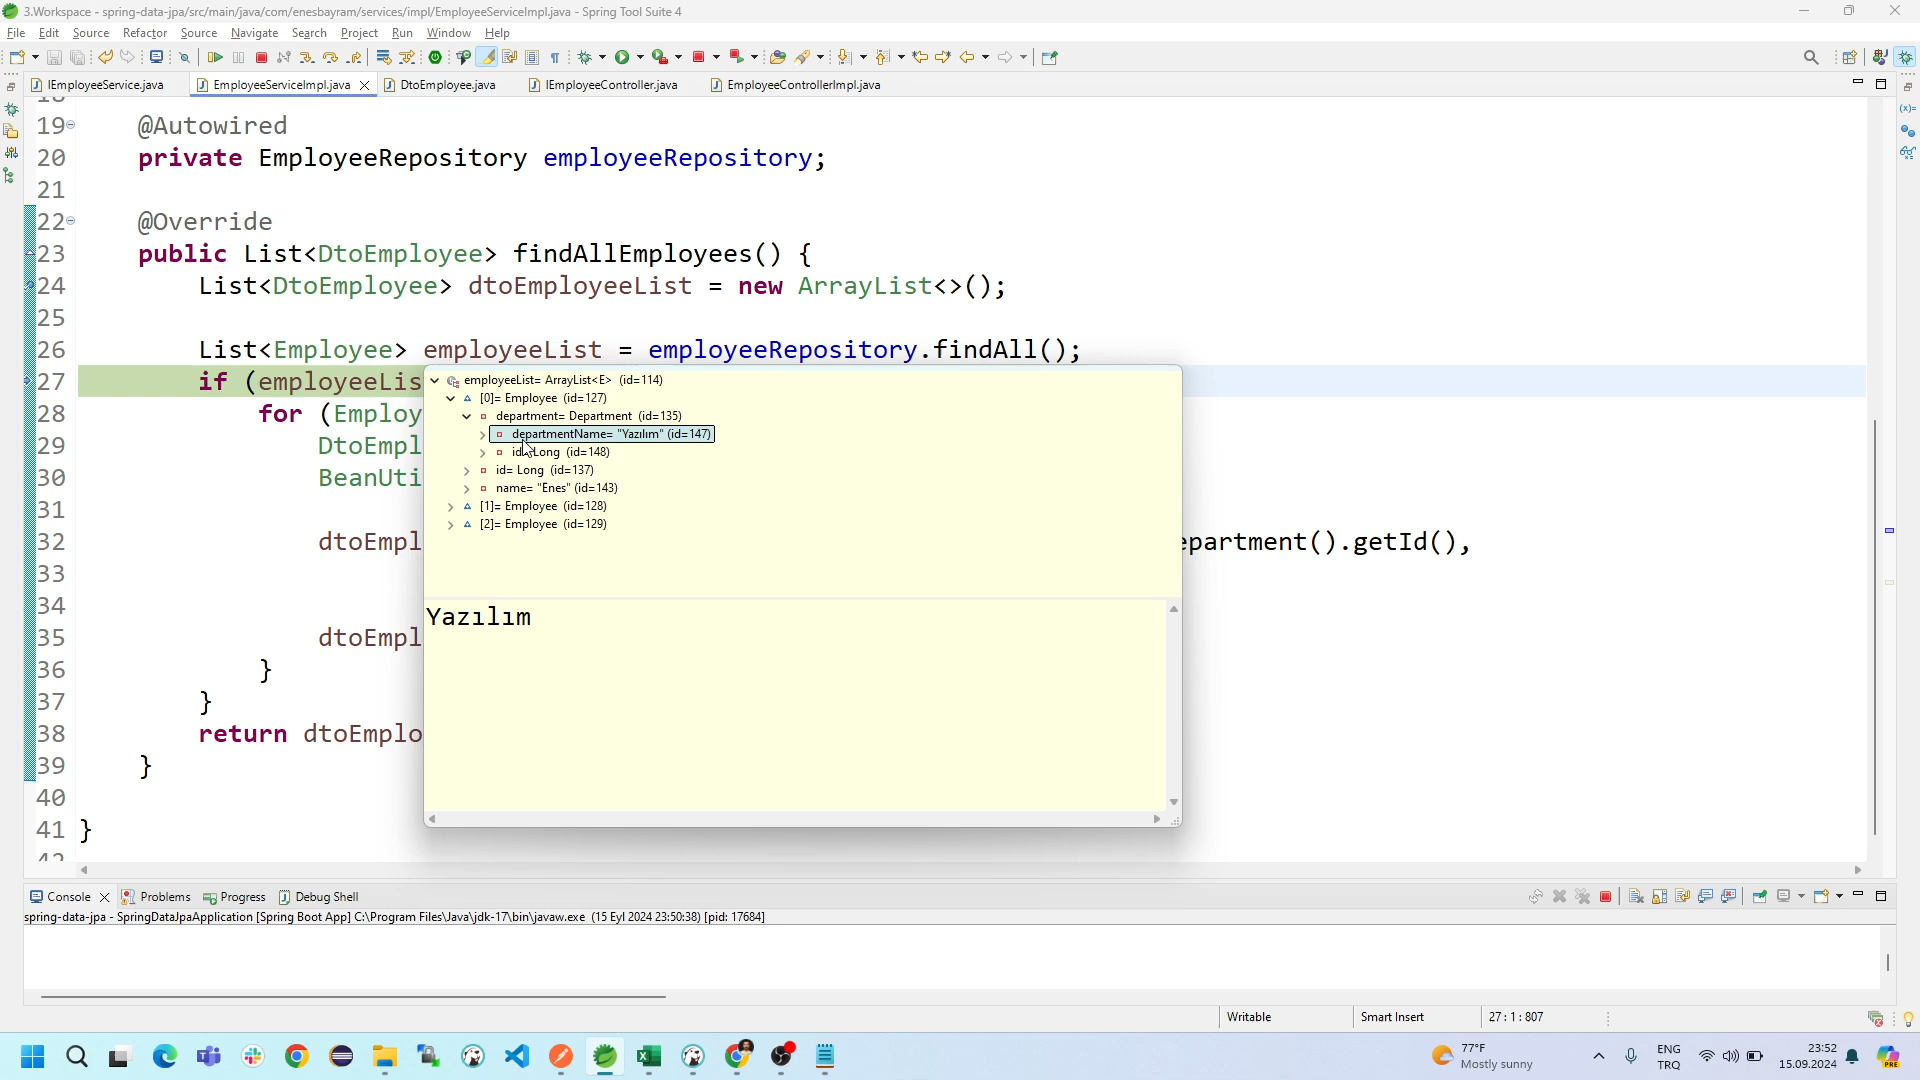 3.Workspace - spring-data-jpa/src/main/java/com/enesbayram/services/impl/EmployeeServiceImpl.java - Spring Tool Suite 4
File Edit Source Refactor Source Navigate Search Project Run Window Help
IEmployeeService.java EmployeeServiceImpl.java DtoEmployee.java IEmployeeController.java EmployeeControllerImpl.java
19 @Autowired
20 private EmployeeRepository employeeRepository;
21
22 @Override
23 public List<DtoEmployee> findAllEmployees() {
24 List<DtoEmployee> dtoEmployeeList = new ArrayList<>();
25
26 List<Employee> employeeList = employeeRepository.findAll();
27 if (employeeLis
28 for (Employ
29 DtoEmpl
30 BeanUti
31
32 dtoEmpl epartment().getId(),
33
34
35 dtoEmpl
36 }
37 }
38 return dtoEmplo
39 }
40
41 }
employeeList= ArrayList<E> (id=114)
[0]= Employee (id=127)
department= Department (id=135)
departmentName= "Yazılım" (id=147)
id= Long (id=148)
id= Long (id=137)
name= "Enes" (id=143)
[1]= Employee (id=128)
[2]= Employee (id=129)
Yazılım
Console Problems Progress Debug Shell
spring-data-jpa - SpringDataJpaApplication [Spring Boot App] C:\Program Files\Java\jdk-17\bin\javaw.exe (15 Eyl 2024 23:50:38) [pid: 17684]
Writable Smart Insert 27 : 1 : 807
77°F
Mostly sunny
ENG
TRQ
23:52
15.09.2024
PRE